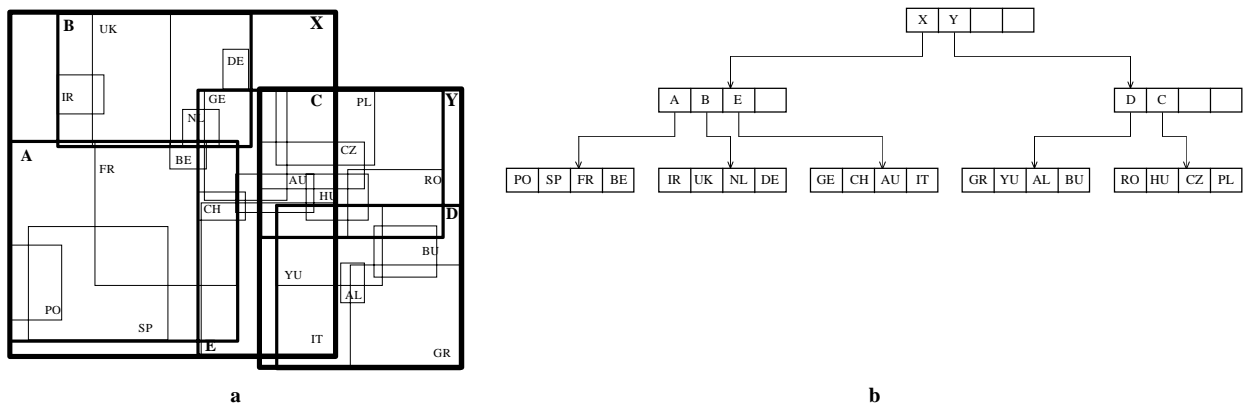 B UK X
DE
IR
GE C PL Y
NL
CZ
A FR BE
AU RO
CH HU
D
BU
YU
AL
PO
SP IT
E GR
a
X Y
A B E
D C
PO SP FR BE
IR UK NL DE
GE CH AU IT
GR YU AL BU
RO HU CZ PL
b